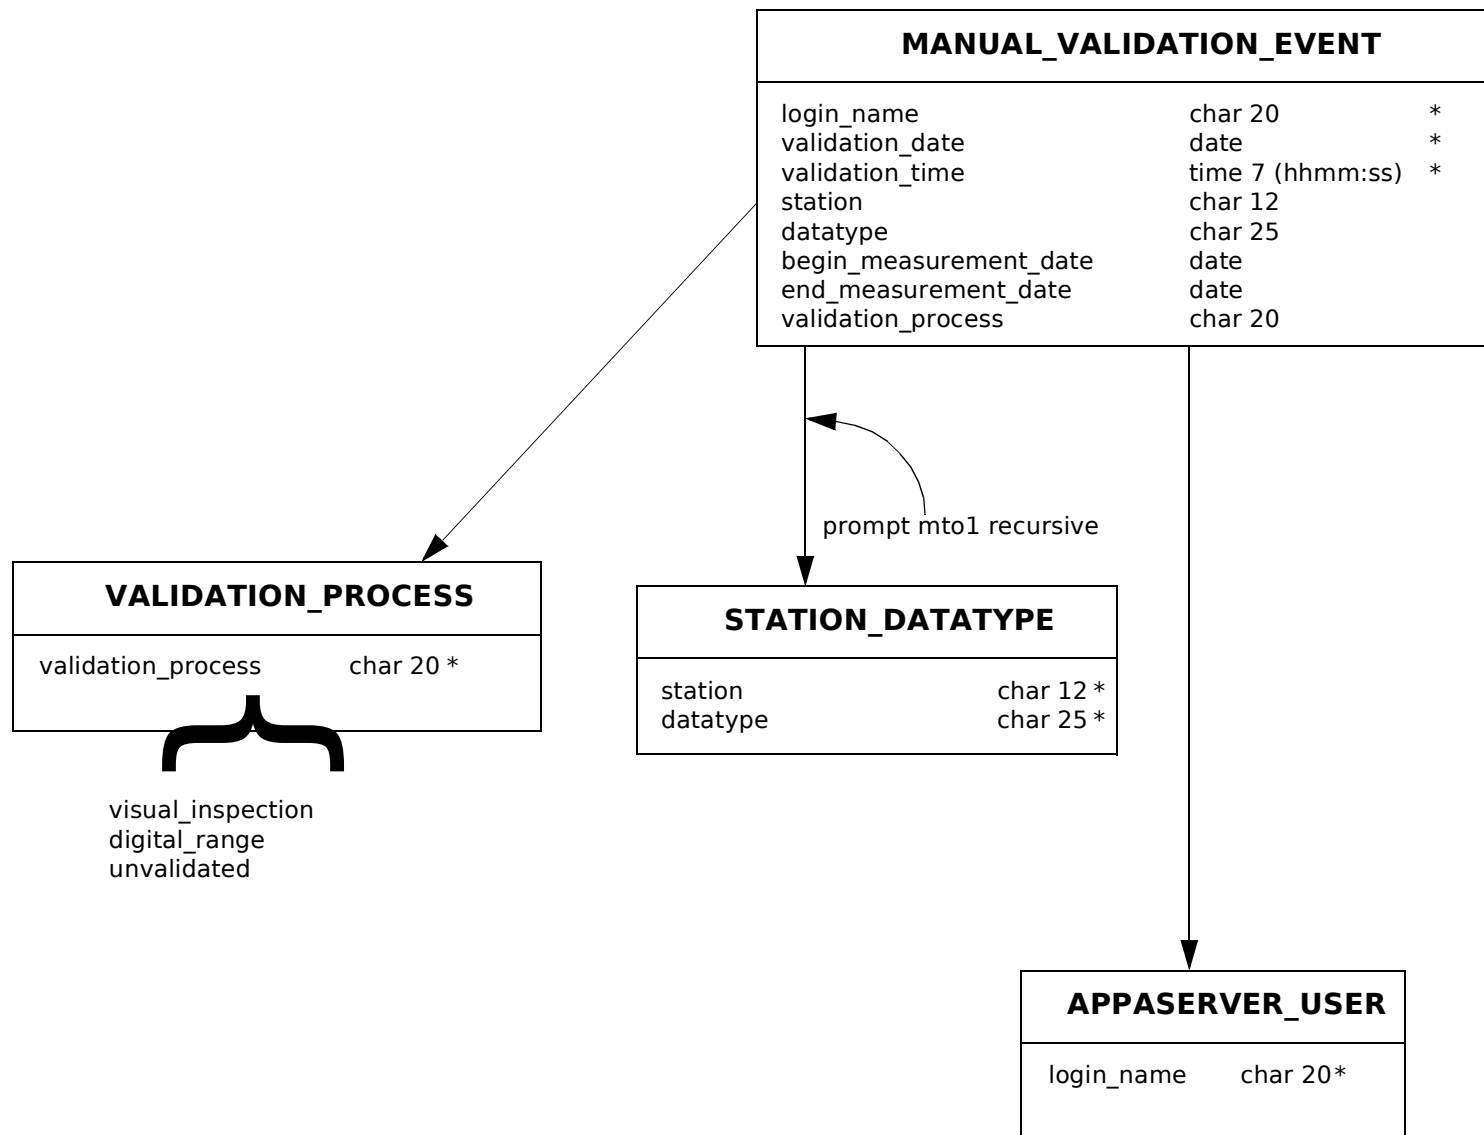 MANUAL_VALIDATION_EVENT
login_name char 20 *
validation_date date *
validation_time time 7 (hhmm:ss) *
station char 12
datatype char 25
begin_measurement_date date
end_measurement_date date
validation_process char 20
prompt mto1 recursive
VALIDATION_PROCESS
validation_process char 20 *
visual_inspection
digital_range
unvalidated
STATION_DATATYPE
station char 12 *
datatype char 25 *
APPASERVER_USER
login_name char 20*